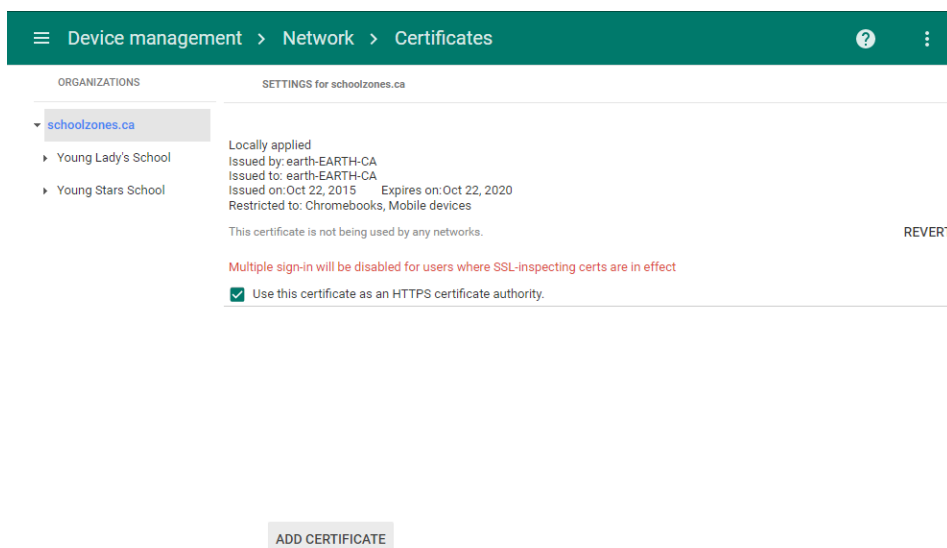 Device management > Network > Certificates
ORGANIZATIONS
SETTINGS for schoolzones.ca
schoolzones.ca
Young Lady's School
Young Stars School
Locally applied
Issued by: earth-EARTH-CA
Issued to: earth-EARTH-CA
Issued on:Oct 22, 2015 Expires on:Oct 22, 2020
Restricted to: Chromebooks, Mobile devices
This certificate is not being used by any networks.
REVERT
Multiple sign-in will be disabled for users where SSL-inspecting certs are in effect
Use this certificate as an HTTPS certificate authority.
ADD CERTIFICATE